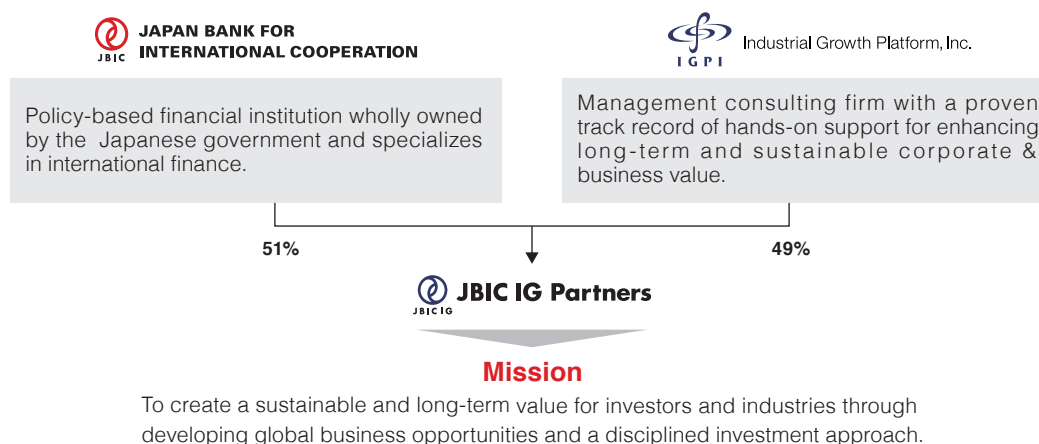 JBIC
JAPAN BANK FOR
INTERNATIONAL COOPERATION
IGPI
Industrial Growth Platform, Inc.
Policy-based financial institution wholly owned
by the Japanese government and specializes
in international finance.
Management consulting firm with a proven
track record of hands-on support for enhancing
long-term and sustainable corporate &
business value.
51%
49%
JBIC IG
JBIC IG Partners
Mission
To create a sustainable and long-term value for investors and industries through
developing global business opportunities and a disciplined investment approach.